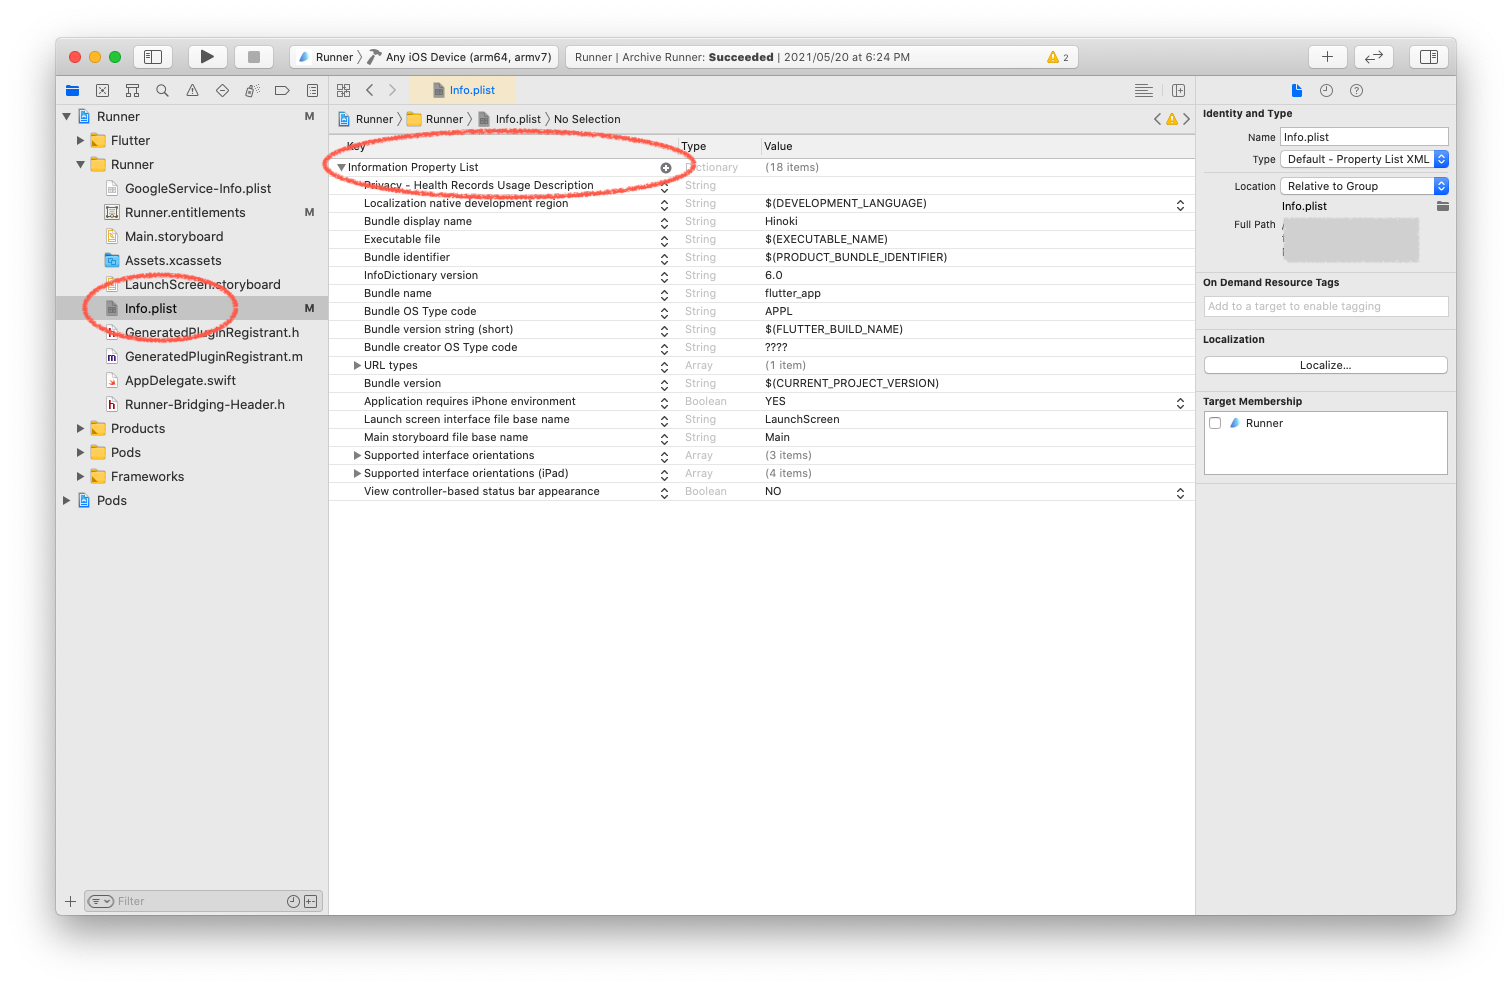 Runner Any iOS Device (arm64, armv7)
Runner | Archive Runner: Succeeded | 2021/05/20 at 6:24 PM
2
Info.plist
Runner M
Flutter
Runner
GoogleService-Info.plist
Runner.entitlements M
Main.storyboard
Assets.xcassets
LaunchScreen.storyboard
Info.plist M
GeneratedPluginRegistrant.h
GeneratedPluginRegistrant.m
AppDelegate.swift
Runner-Bridging-Header.h
Products
Pods
Frameworks
Pods
Filter
Runner Runner Info.plist No Selection
Key Type Value
Information Property List Dictionary (18 items)
Privacy - Health Records Usage Description String
Localization native development region String $(DEVELOPMENT_LANGUAGE)
Bundle display name String Hinoki
Executable file String $(EXECUTABLE_NAME)
Bundle identifier String $(PRODUCT_BUNDLE_IDENTIFIER)
InfoDictionary version String 6.0
Bundle name String flutter_app
Bundle OS Type code String APPL
Bundle version string (short) String $(FLUTTER_BUILD_NAME)
Bundle creator OS Type code String ????
URL types Array (1 item)
Bundle version String $(CURRENT_PROJECT_VERSION)
Application requires iPhone environment Boolean YES
Launch screen interface file base name String LaunchScreen
Main storyboard file base name String Main
Supported interface orientations Array (3 items)
Supported interface orientations (iPad) Array (4 items)
View controller-based status bar appearance Boolean NO
Identity and Type
Name Info.plist
Type Default - Property List XML
Location Relative to Group
Info.plist
Full Path /
On Demand Resource Tags
Add to a target to enable tagging
Localization
Localize...
Target Membership
Runner